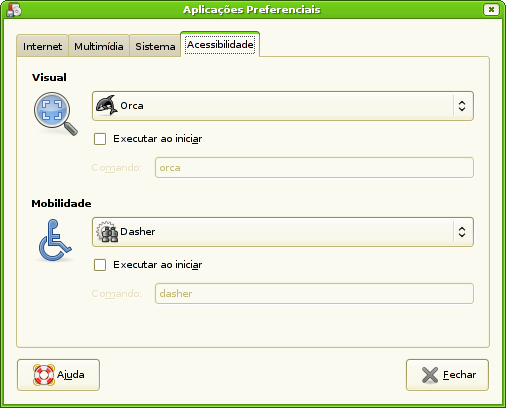 Aplicações Preferenciais
Internet Multimídia Sistema Acessibilidade
Visual
Orca
Executar ao iniciar
Comando: orca
Mobilidade
Dasher
Executar ao iniciar
Comando: dasher
Ajuda Fechar